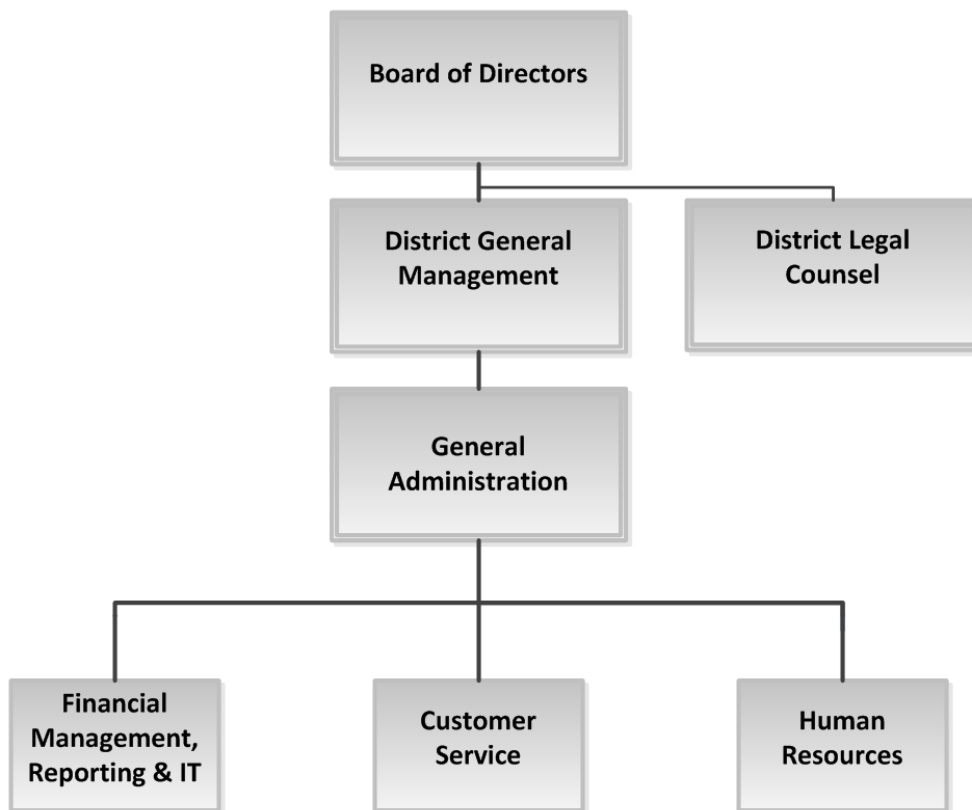 Board of Directors
District General
Management
District Legal
Counsel
General
Administration
Financial
Management,
Reporting & IT
Customer
Service
Human
Resources